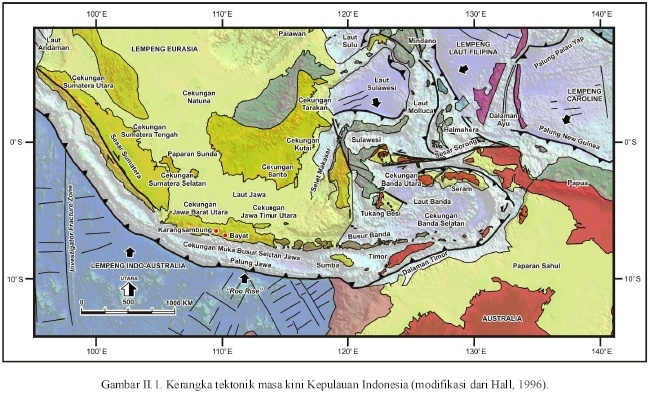 100˚E
110˚E
120˚E
130˚E
140˚E
Laut
Andaman
LEMPENG EURASIA
Palawan
Laut
Sulu
Mindano
LEMPENG
LAUT FILIPINA
Palung Palau Yap
Cekungan
Sumatera Utara
Cekungan
Natuna
Cekungan
Tarakan
Laut
Sulawesi
Laut
Molluca
Dalaman
Ayu
LEMPENG
CAROLINE
Cekungan
Sumatera Tengah
Halmahera
Palung New Guinea
0˚S
0˚S
Sesar Sumatra
Paparan Sunda
Cekungan
Kutai
Selat Makasar
Sulawesi
Sesar Sorong
Cekungan
Sumatera Selatan
Cekungan
Barito
Cekungan
Banda Utara
Seram
Papua
Laut Jawa
Cekungan
Jawa Barat Utara
Cekungan
Jawa Timur Utara
Tukang Besi
Laut Banda
Cekungan
Banda Selatan
Karangsambung
Bayat
Busur Banda
Investigator Fracture Zone
Cekungan Muka Busur Selatan Jawa
Palung Jawa
Sumba
Timor
Dalaman Timor
LEMPENG INDO-AUSTRALIA
Paparan Sahul
10˚S
10˚S
UTARA
"Roo Rise"
0 500 1000 KM
AUSTRALIA
100˚E
110˚E
120˚E
130˚E
140˚E
Gambar II.1. Kerangka tektonik masa kini Kepulauan Indonesia (modifikasi dari Hall, 1996).